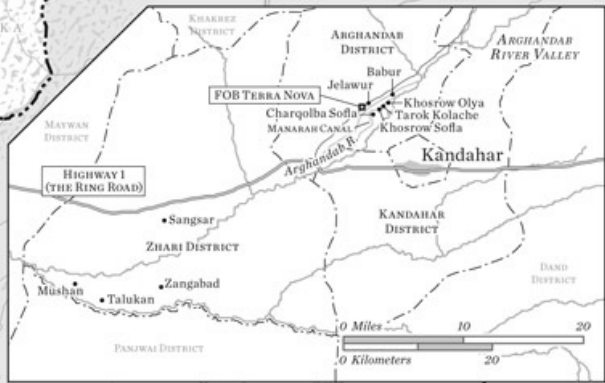 KHAKREZ
DISTRICT
ARGHANDAB
DISTRICT
ARGHANDAB
RIVER VALLEY
Babur
Jelawur
FOB TERRA NOVA
Khosrow Olya
Charqolba Sofla
Tarok Kolache
MANARAH CANAL
Khosrow Sofla
MAYWAN
DISTRICT
Arghandab R.
Kandahar
HIGHWAY 1
(THE RING ROAD)
Sangsar
KANDAHAR
DISTRICT
ZHARI DISTRICT
DAND
DISTRICT
Mushan
Zangabad
Talukan
PANJWAI DISTRICT
0 Miles 10 20
0 Kilometers 20